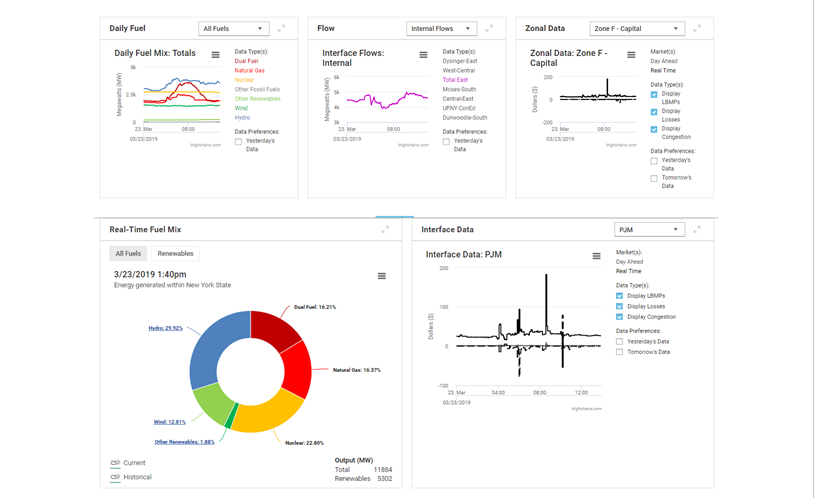 Daily Fuel
All Fuels
Daily Fuel Mix: Totals
Data Type(s):
Dual Fuel
Natural Gas
Nuclear
Other Fossil Fuels
Other Renewables
Wind
Hydro
Data Preferences:
Yesterday's
Data
Megawatts (MW)
5k
2.5k
0k
23. Mar
08:00
03/23/2019
Highcharts.com
Flow
Internal Flows
Interface Flows:
Internal
Data Type(s):
Dysinger-East
West-Central
Total East
Moses-South
Central-East
UPNY-ConEd
Dunwoodie-South
Data Preferences:
Yesterday's
Data
Megawatts (MW)
6k
5k
4k
3k
23. Mar
08:00
03/23/2019
Highcharts.com
Zonal Data
Zone F - Capital
Zonal Data: Zone F -
Capital
Market(s):
Day Ahead
Real Time
Data Type(s):
Display
LBMPs
Display
Losses
Display
Congestion
Data Preferences:
Yesterday's
Data
Tomorrow's
Data
Dollars ($)
200
0
-200
23. Mar
08:00
03/23/2019
Highcharts.com
Real-Time Fuel Mix
All Fuels
Renewables
3/23/2019 1:40pm
Energy generated within New York State
Dual Fuel: 16.21%
Natural Gas: 16.37%
Nuclear: 22.80%
Other Renewables: 1.88%
Wind: 12.81%
Hydro: 29.92%
CSV Current
CSV Historical
Output (MW)
Total 11884
Renewables 5302
Interface Data
PJM
Interface Data: PJM
Market(s):
Day Ahead
Real Time
Data Type(s):
Display LBMPs
Display Losses
Display Congestion
Data Preferences:
Yesterday's Data
Tomorrow's Data
Dollars ($)
200
100
0
-100
23. Mar
04:00
08:00
12:00
03/23/2019
Highcharts.com